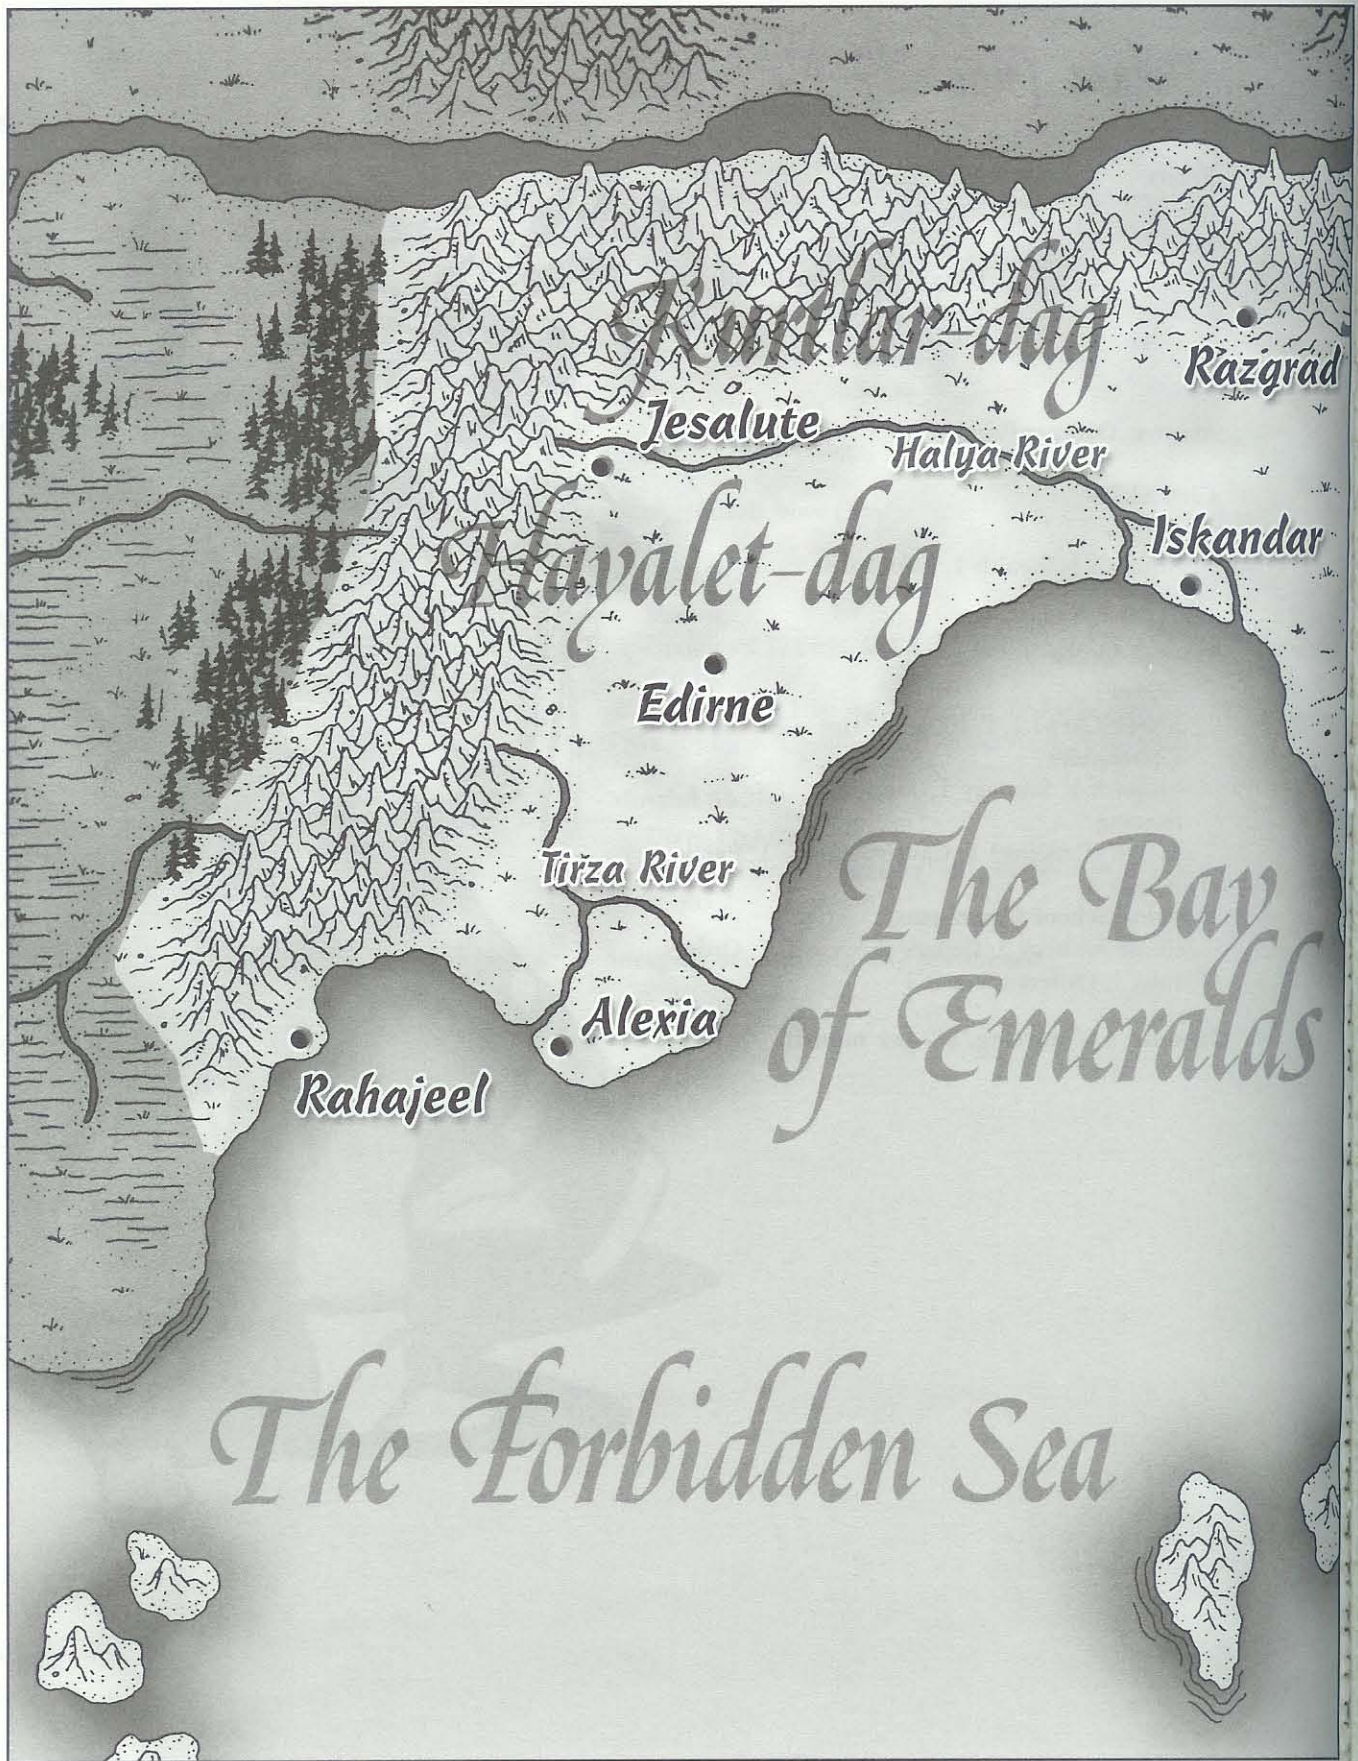 Kurtlar-dag
Razgrad
Jesalute
Halya River
Iskandar
Hayalet-dag
Edirne
Tirza River
The Bay
of Emeralds
Alexia
Rahajeel
The Forbidden Sea